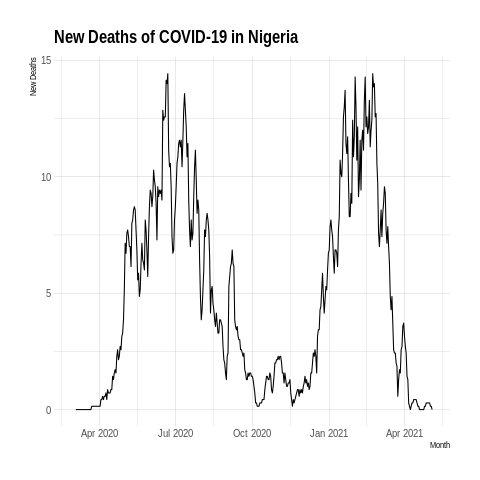 New Deaths of COVID-19 in Nigeria
New Deaths
15
10
5
0
Apr 2020
Jul 2020
Oct 2020
Jan 2021
Apr 2021
Month